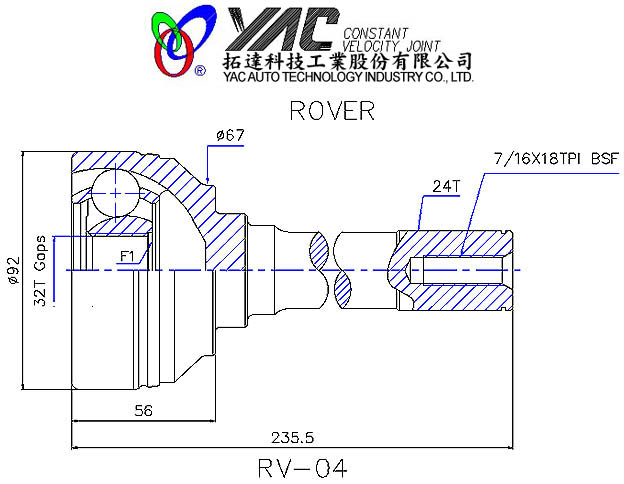 YAC CONSTANT
VELOCITY JOINT
拓達科技工業股份有限公司
® YAC AUTO TECHNOLOGY INDUSTRY CO., LTD.
ROVER
ø67
7/16X18TPI BSF
24T
F1
32T Gaps
ø92
56
235.5
RV-04